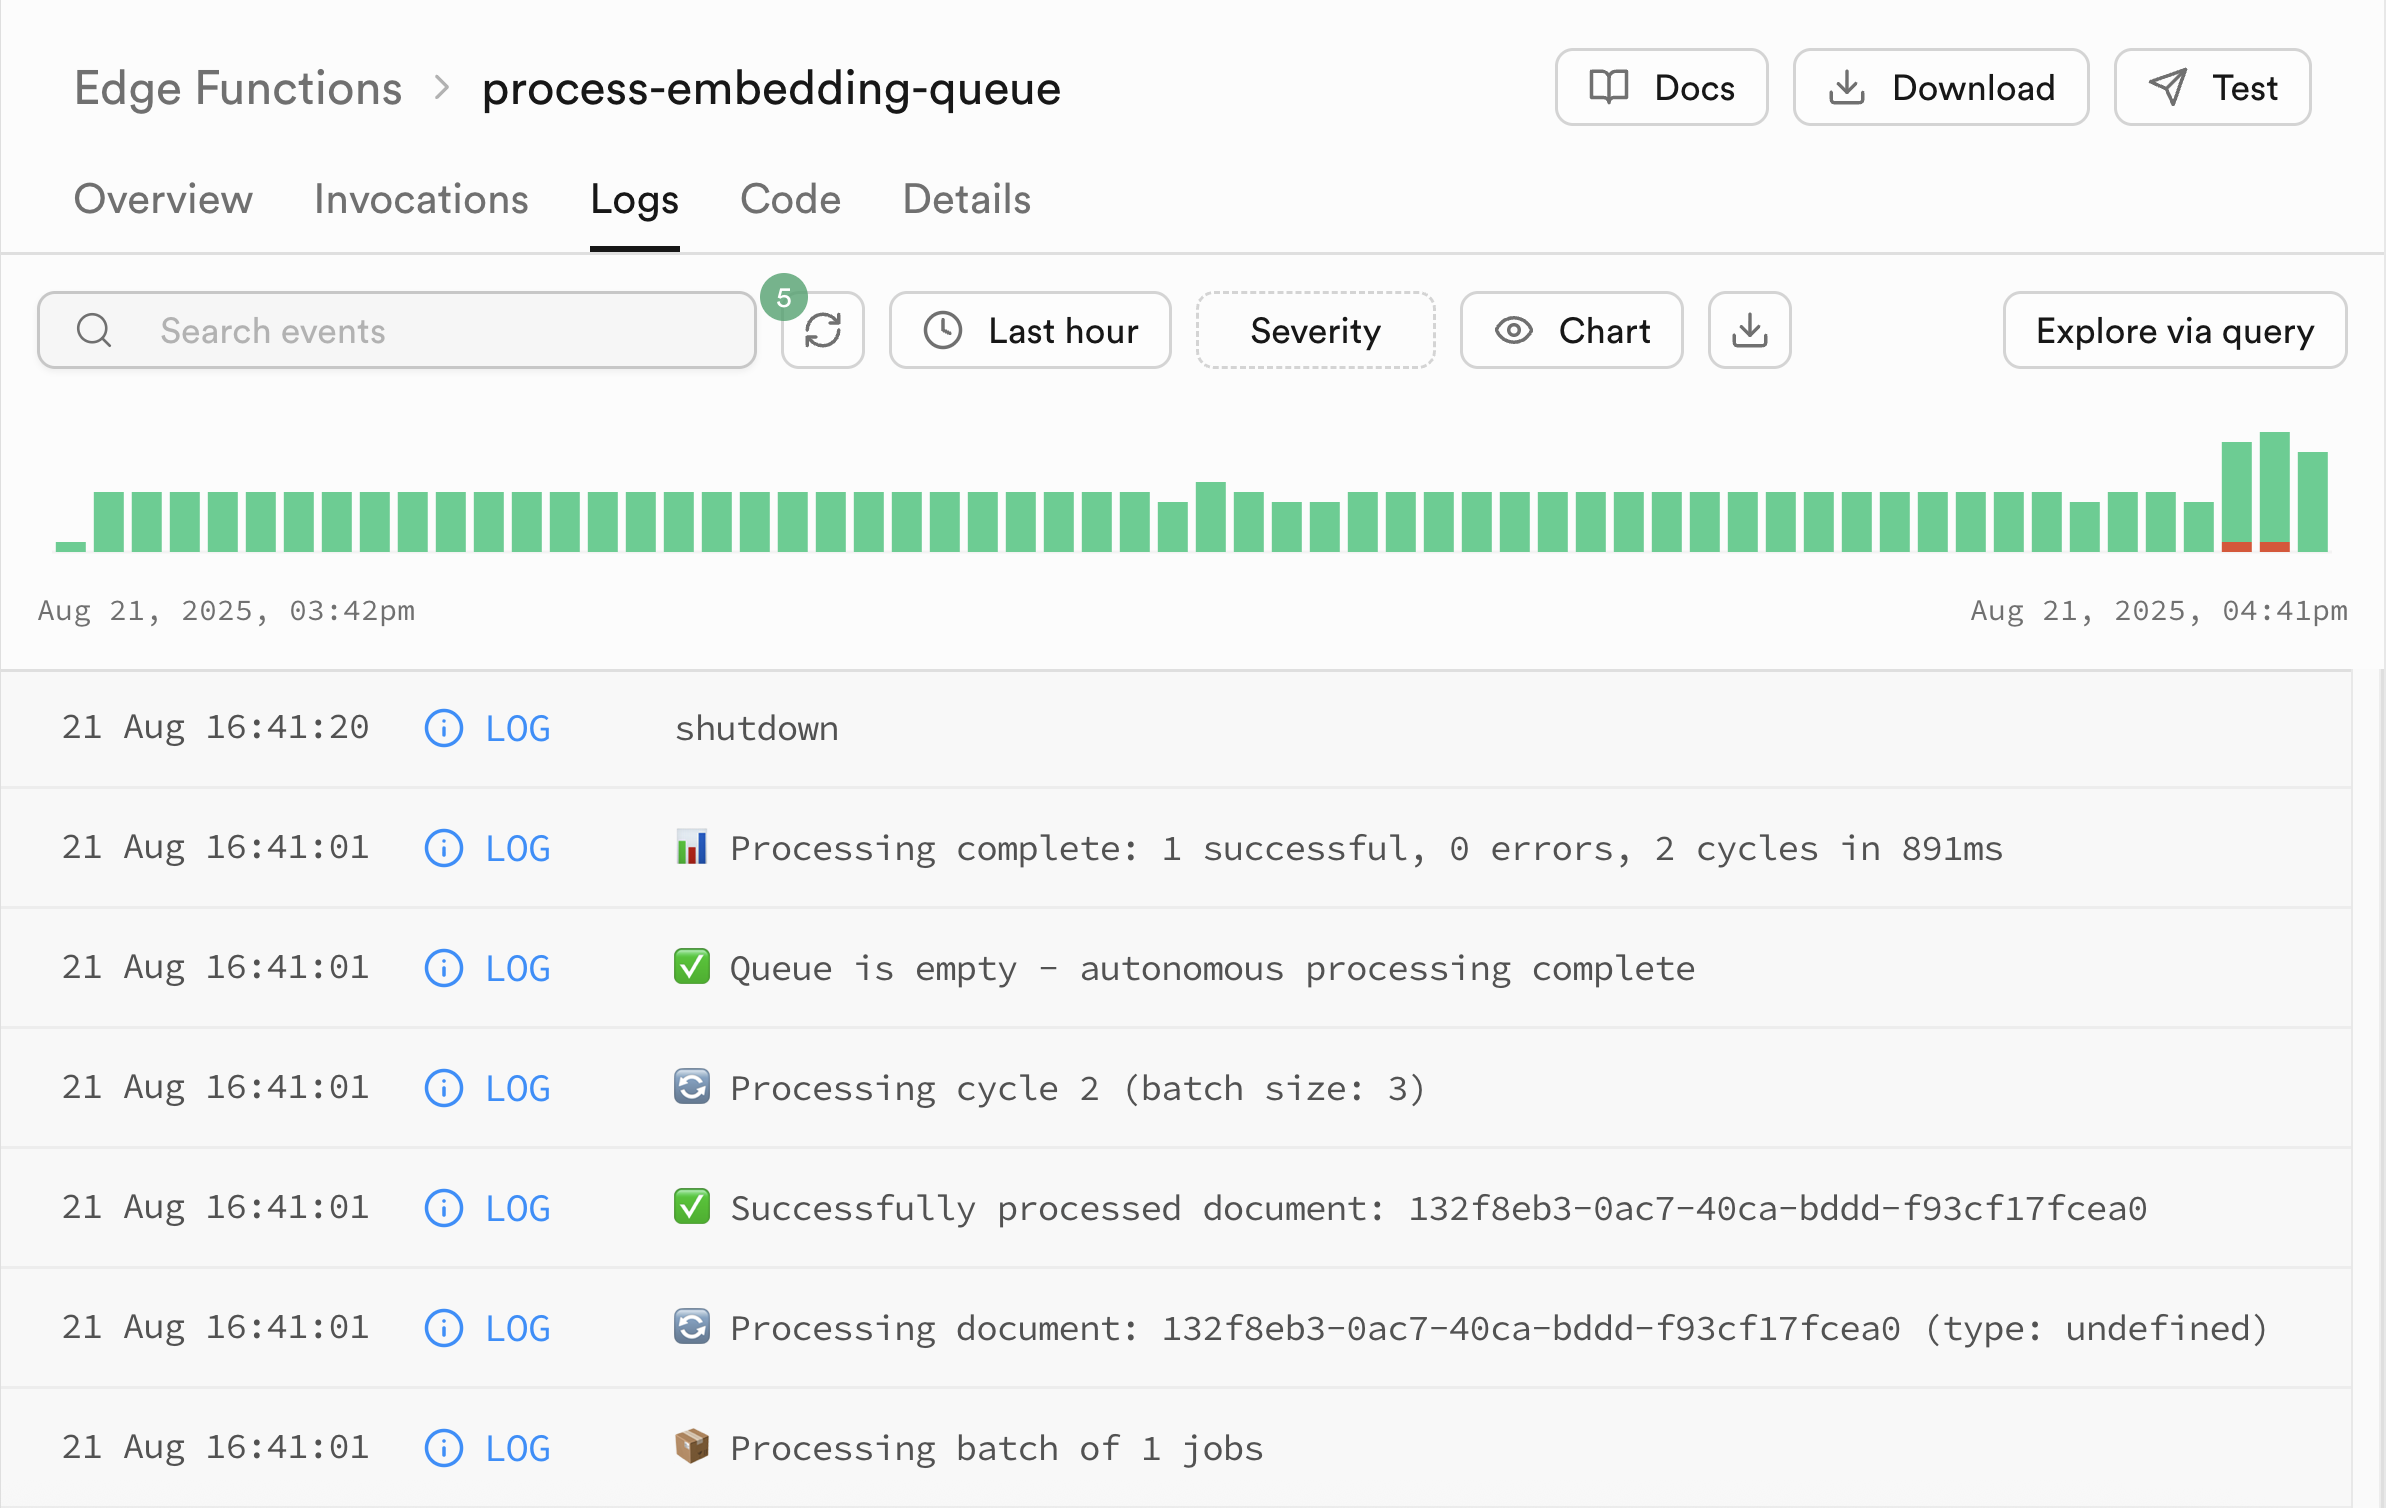 Edge Functions > process-embedding-queue Docs Download Test
Overview Invocations Logs Code Details
Search events 5 Last hour Severity Chart Explore via query
Aug 21, 2025, 03:42pm Aug 21, 2025, 04:41pm
21 Aug 16:41:20 LOG shutdown
21 Aug 16:41:01 LOG 📊 Processing complete: 1 successful, 0 errors, 2 cycles in 891ms
21 Aug 16:41:01 LOG ✅ Queue is empty - autonomous processing complete
21 Aug 16:41:01 LOG 🔄 Processing cycle 2 (batch size: 3)
21 Aug 16:41:01 LOG ✅ Successfully processed document: 132f8eb3-0ac7-40ca-bddd-f93cf17fcea0
21 Aug 16:41:01 LOG 🔄 Processing document: 132f8eb3-0ac7-40ca-bddd-f93cf17fcea0 (type: undefined)
21 Aug 16:41:01 LOG 📦 Processing batch of 1 jobs